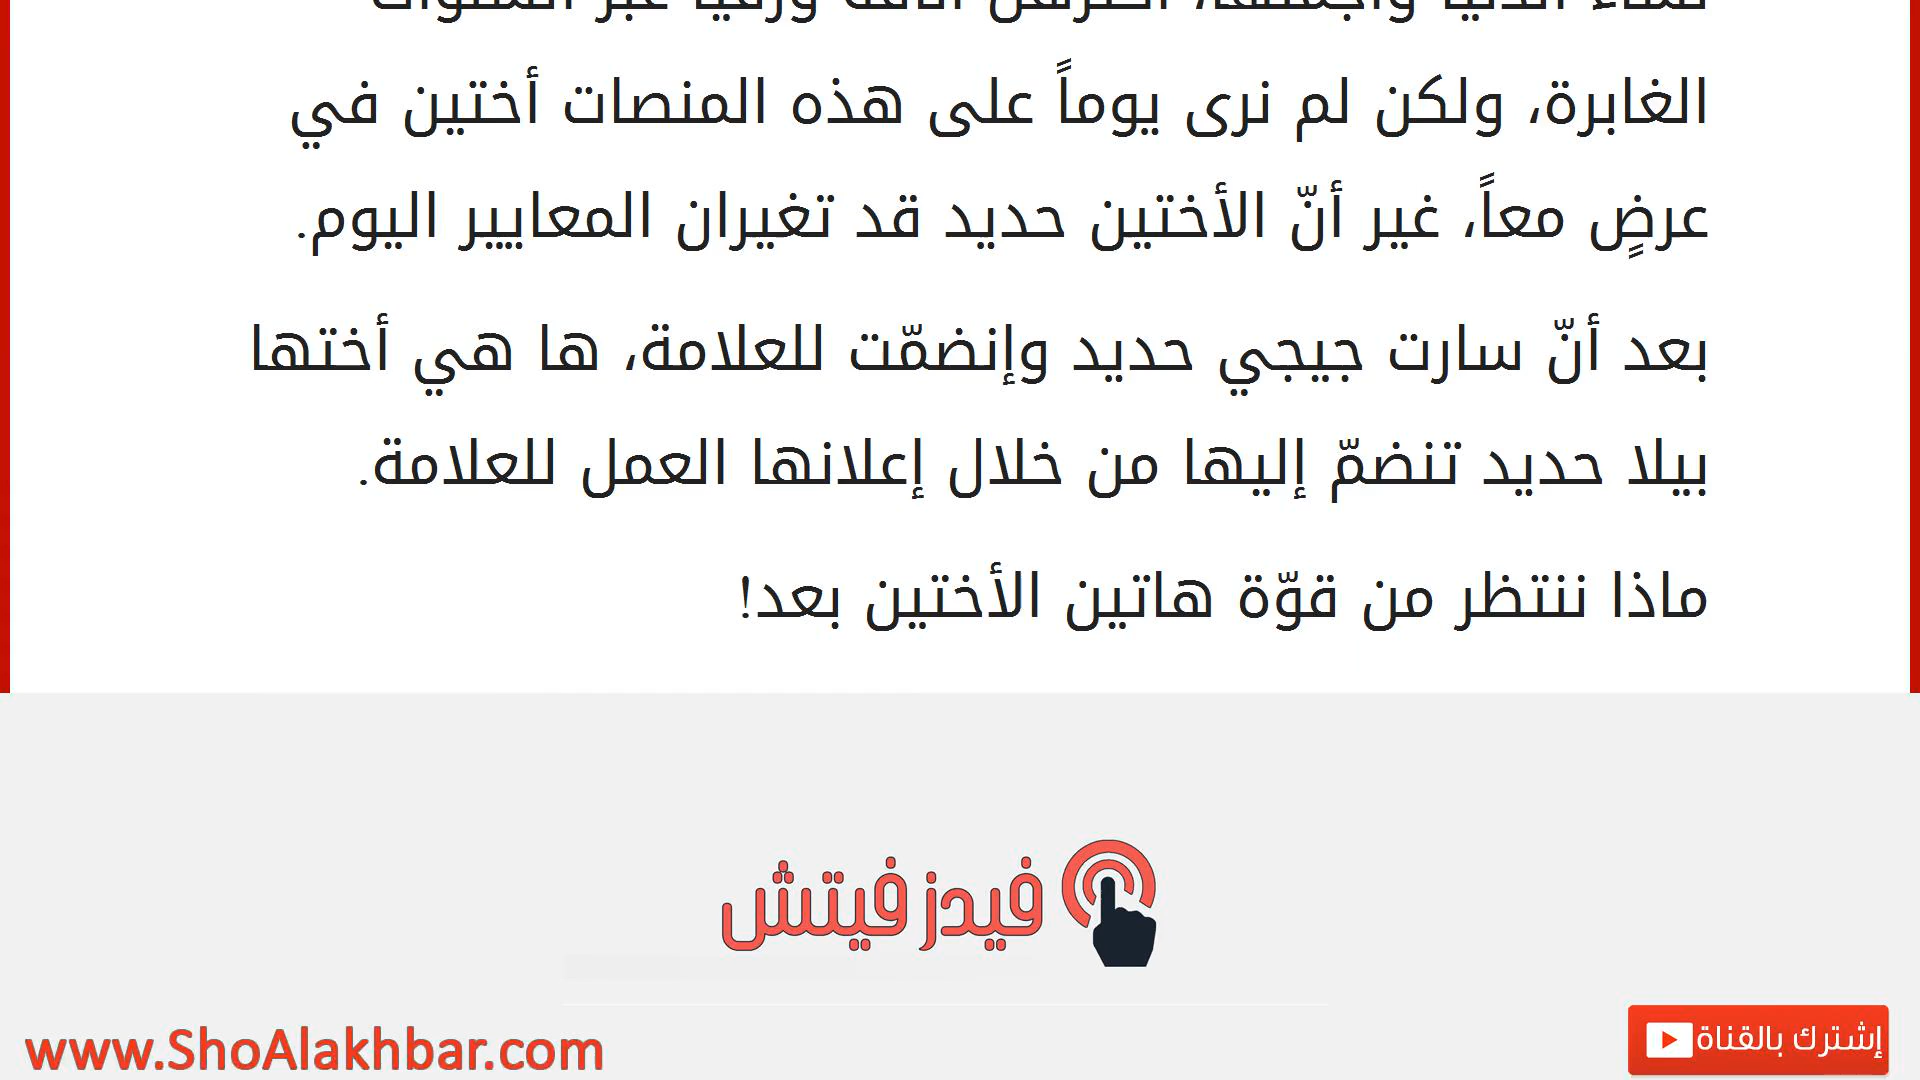 الغابرة، ولكن لم نرى يوماً على هذه المنصات أختين في
عرضٍ معاً، غير أنّ الأختين حديد قد تغيران المعايير اليوم.
بعد أنّ سارت جيجي حديد وإنضمّت للعلامة، ها هي أختها
بيلا حديد تنضمّ إليها من خلال إعلانها العمل للعلامة.
ماذا ننتظر من قوّة هاتين الأختين بعد!
فيدز فيتش
www.ShoAlakhbar.com
إشترك بالقناة